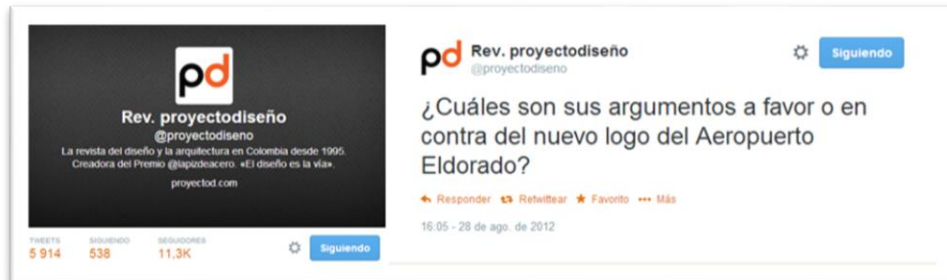 pd
Rev. proyectodiseño
@proyectodiseno
La revista del diseño y la arquitectura en Colombia desde 1995.
Creadora del Premio @lapizdeacero. «El diseño es la vía».
proyectod.com
TWEETS SIGUIENDO SEGUIDORES
5 914 538 11,3K Siguiendo
pd Rev. proyectodiseño
@proyectodiseno
Siguiendo
¿Cuáles son sus argumentos a favor o en
contra del nuevo logo del Aeropuerto
Eldorado?
Responder Retwittear Favorito Más
16:05 - 28 de ago. de 2012